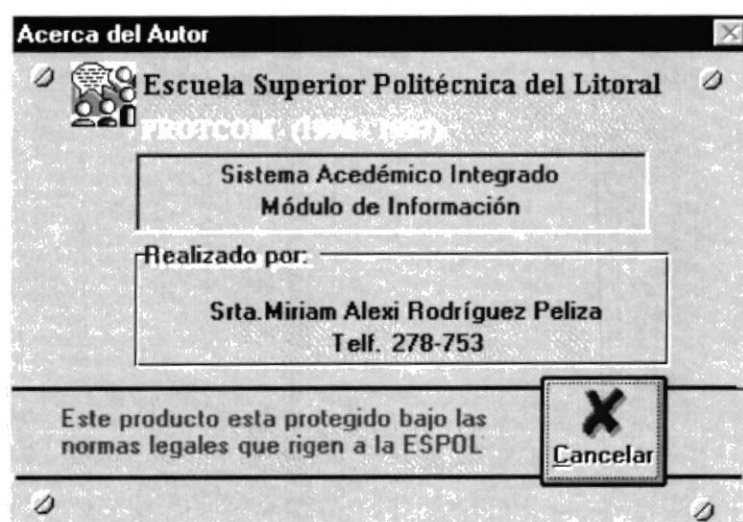 Acerca del Autor
Escuela Superior Politécnica del Litoral
PROTCOM
Sistema Acedémico Integrado
Módulo de Información
Realizado por:
Srta.Miriam Alexi Rodríguez Peliza
Telf. 278-753
Este producto esta protegido bajo las
normas legales que rigen a la ESPOL
Cancelar